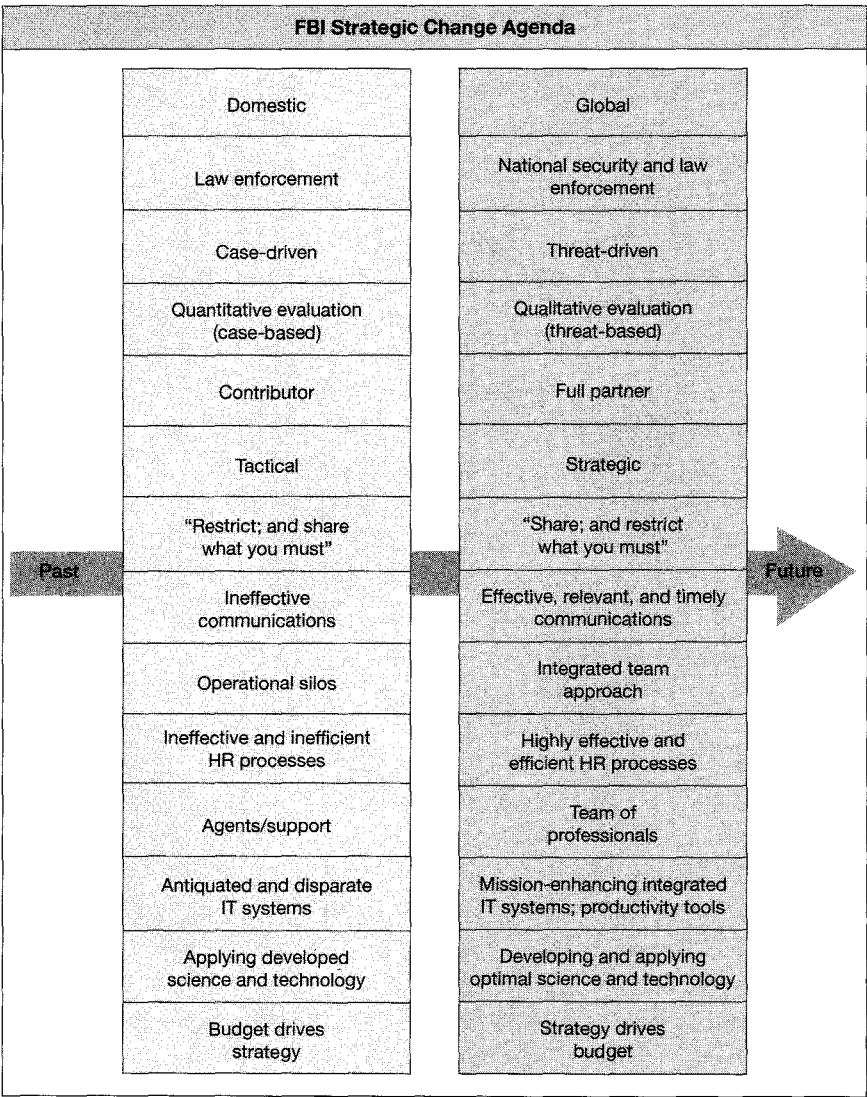 FBI Strategic Change Agenda
Domestic
Global
Law enforcement
National security and law
enforcement
Case-driven
Threat-driven
Quantitative evaluation
(case-based)
Qualitative evaluation
(threat-based)
Contributor
Full partner
Tactical
Strategic
"Restrict; and share
what you must"
"Share; and restrict
what you must"
Past
Future
Ineffective
communications
Effective, relevant, and timely
communications
Operational silos
Integrated team
approach
Ineffective and inefficient
HR processes
Highly effective and
efficient HR processes
Agents/support
Team of
professionals
Antiquated and disparate
IT systems
Mission-enhancing integrated
IT systems; productivity tools
Applying developed
science and technology
Developing and applying
optimal science and technology
Budget drives
strategy
Strategy drives
budget